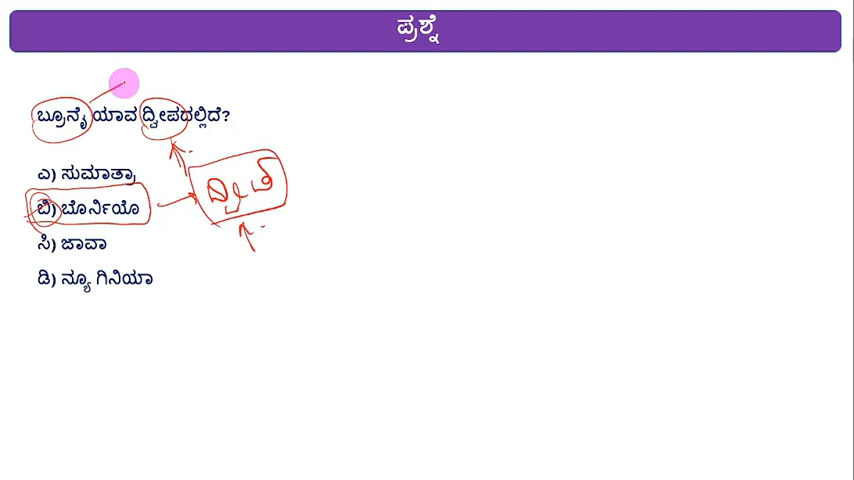 ಪ್ರಶ್ನೆ
ಬ್ರೂನೈ ಯಾವ ದ್ವೀಪದಲ್ಲಿದೆ?
ಎ) ಸುಮಾತ್ರಾ
ಬಿ) ಬೊರ್ನಿಯೊ
ದ್ವೀಪ
ಸಿ) ಜಾವಾ
ಡಿ) ನ್ಯೂ ಗಿನಿಯಾ